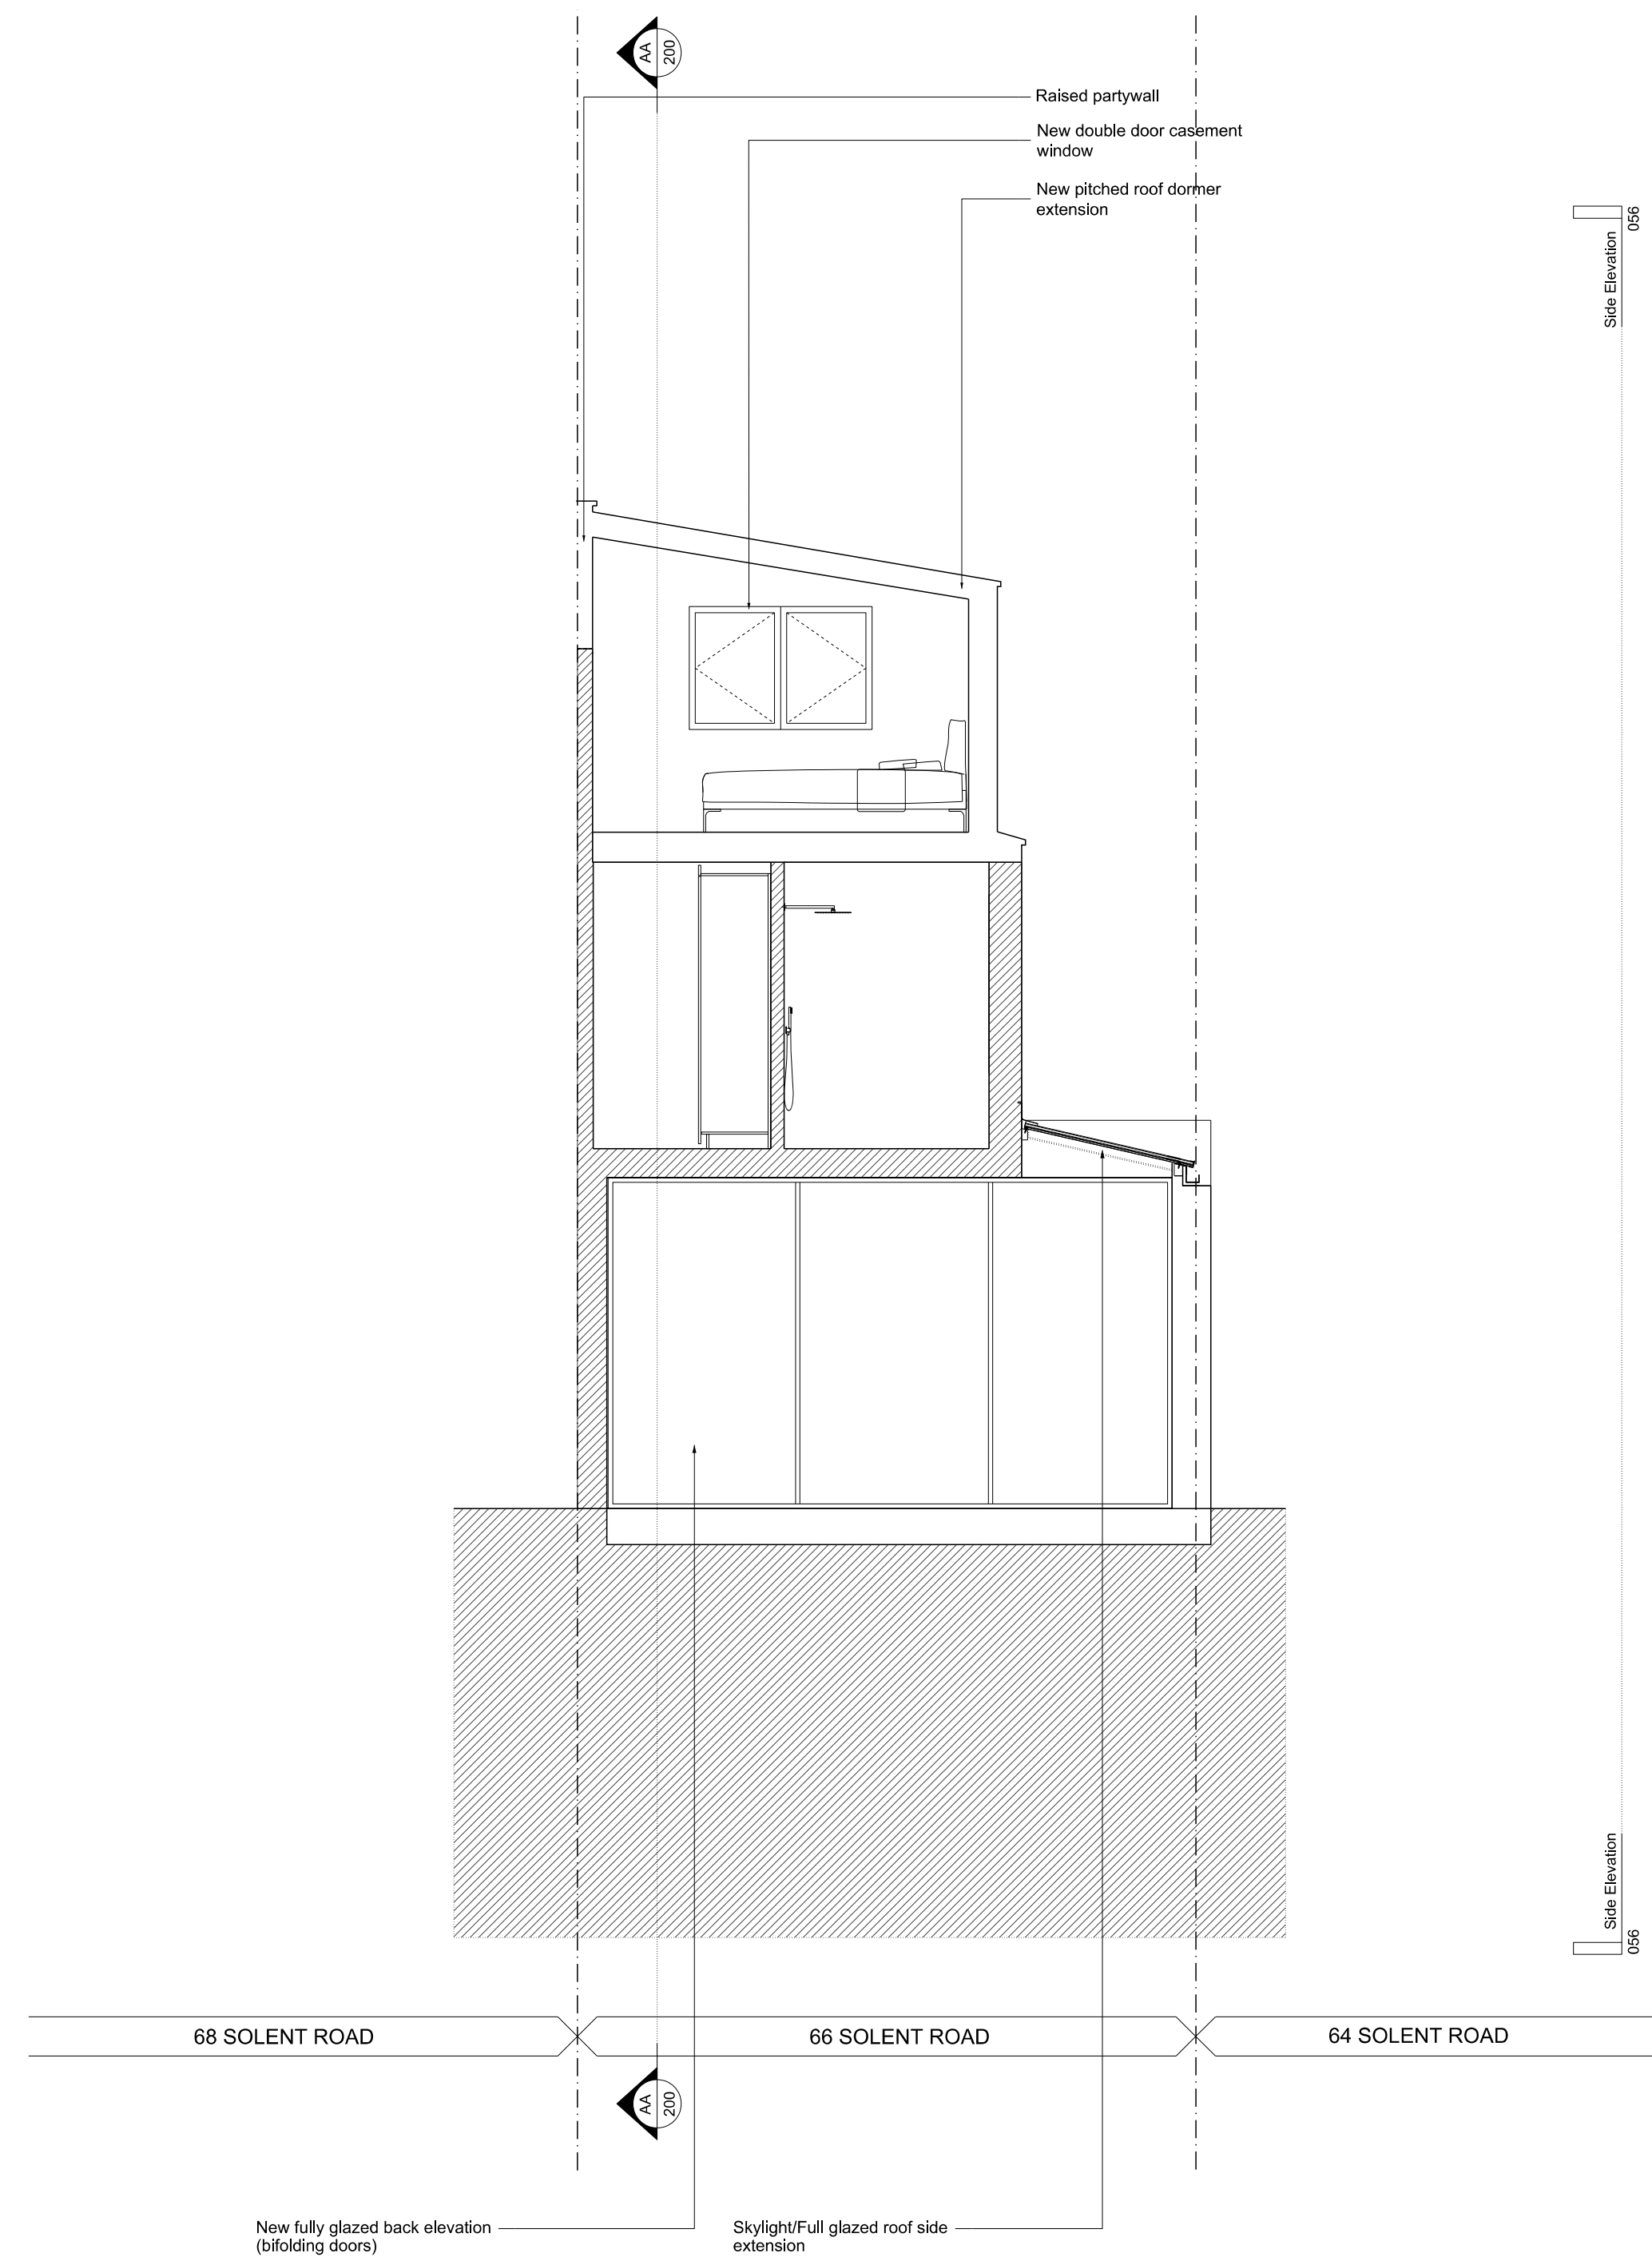 AA
200
Raised partywall
New double door casement
window
New pitched roof dormer
extension
056
Side Elevation
Side Elevation
056
68 SOLENT ROAD
66 SOLENT ROAD
64 SOLENT ROAD
AA
200
New fully glazed back elevation
(bifolding doors)
Skylight/Full glazed roof side
extension